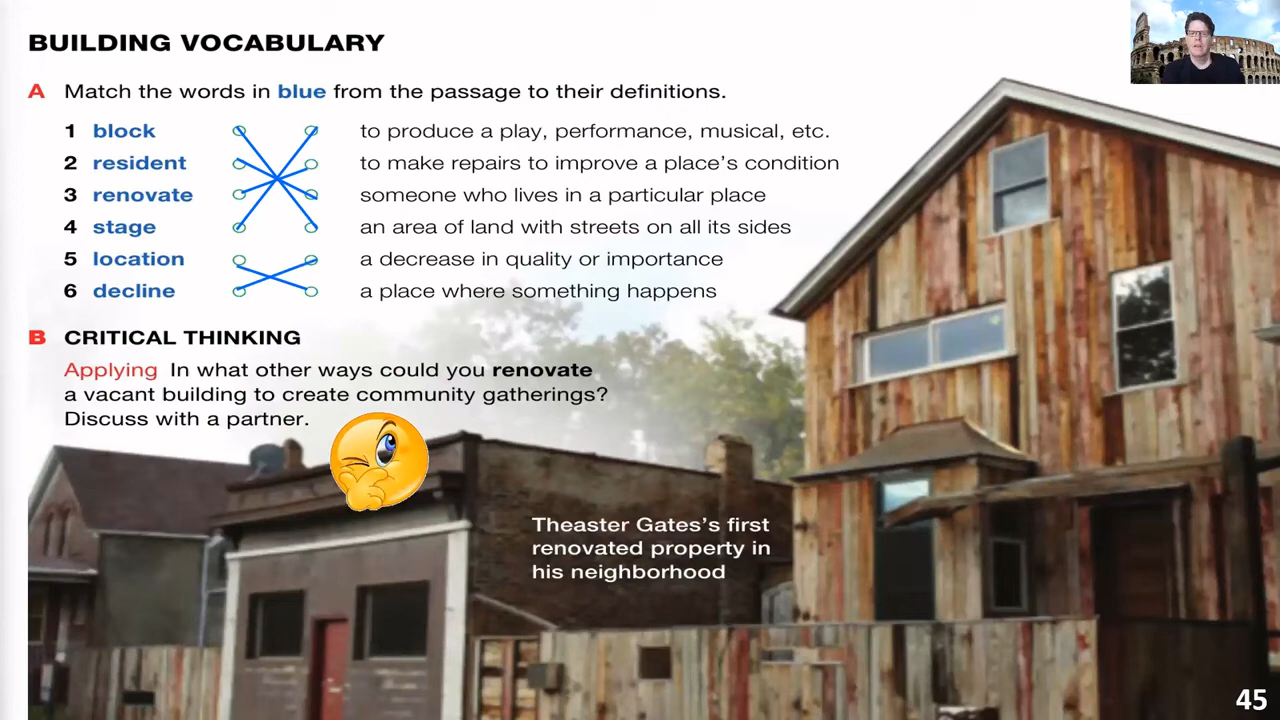 BUILDING VOCABULARY
A Match the words in blue from the passage to their definitions.
1 block to produce a play, performance, musical, etc.
2 resident to make repairs to improve a place's condition
3 renovate someone who lives in a particular place
4 stage an area of land with streets on all its sides
5 location a decrease in quality or importance
6 decline a place where something happens
B CRITICAL THINKING
Applying In what other ways could you renovate
a vacant building to create community gatherings?
Discuss with a partner.
Theaster Gates's first
renovated property in
his neighborhood
45